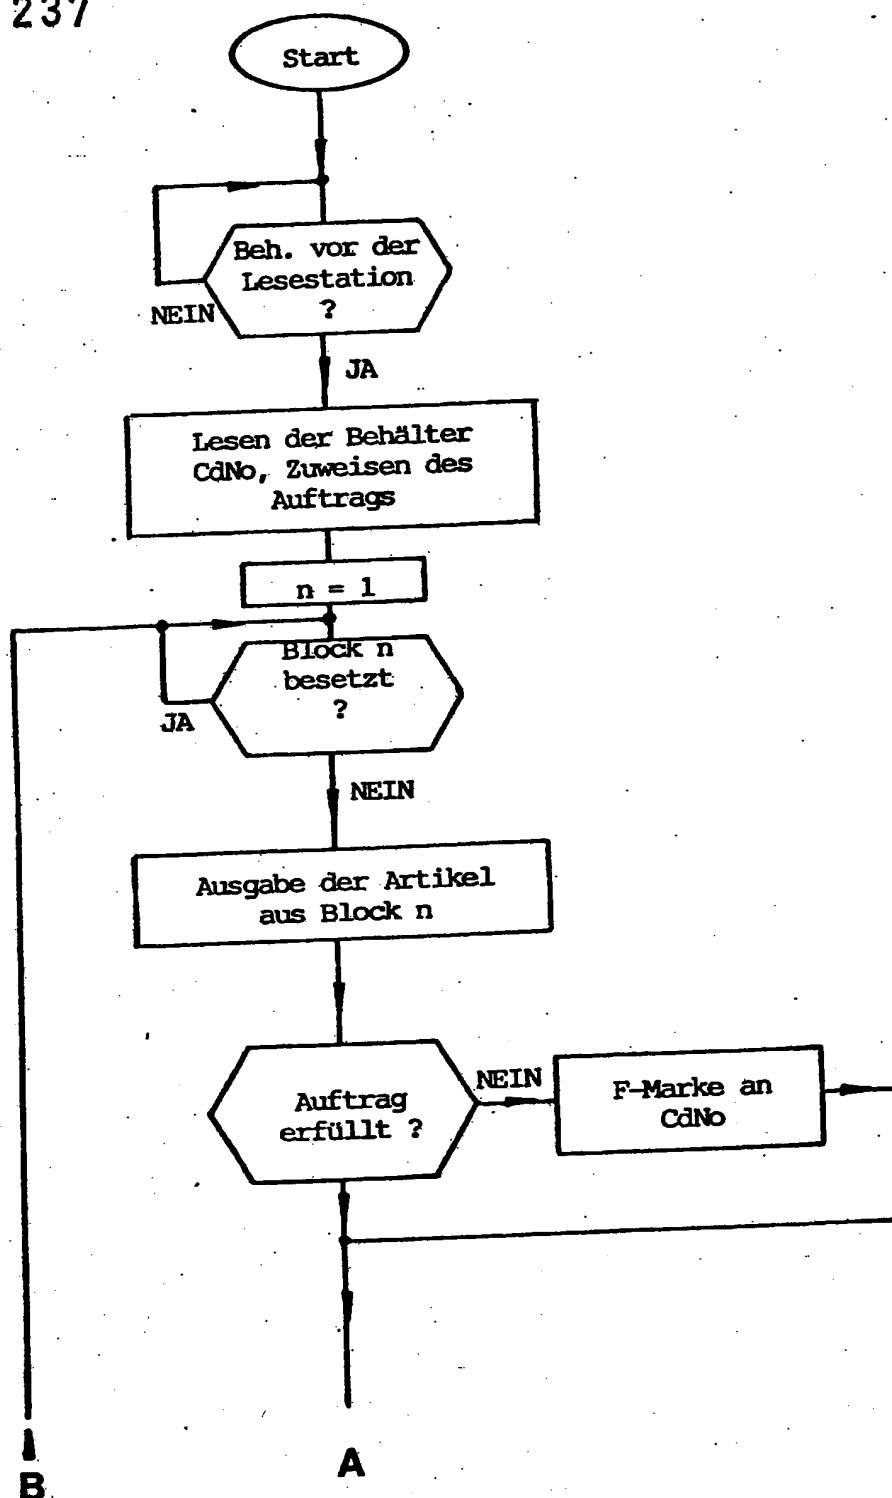 237
Start
Beh. vor der
Lesestation
?
NEIN
JA
Lesen der Behälter
CdNo, Zuweisen des
Auftrags
n = 1
Block n
besetzt
?
JA
NEIN
Ausgabe der Artikel
aus Block n
Auftrag
erfüllt ?
NEIN
F-Marke an
CdNo
A
B